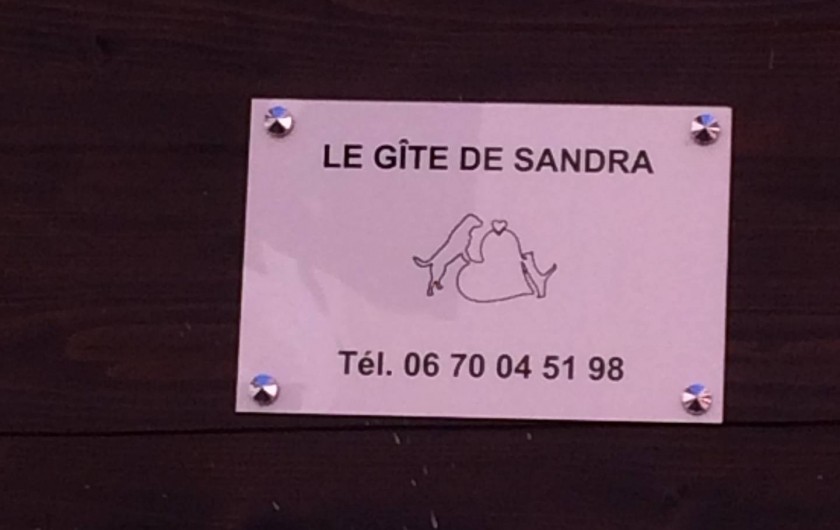 LE GÎTE DE SANDRA
Tél. 06 70 04 51 98